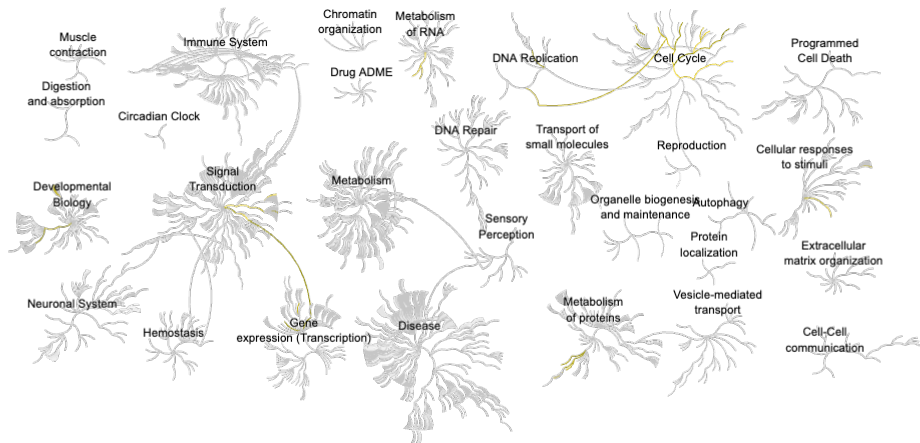 Muscle
contraction
Immune System
Chromatin
organization
Metabolism
of RNA
DNA Replication
Cell Cycle
Programmed
Cell Death
Digestion
and absorption
Drug ADME
Circadian Clock
DNA Repair
Transport of
small molecules
Reproduction
Cellular responses
to stimuli
Developmental
Biology
Signal
Transduction
Metabolism
Sensory
Perception
Organelle biogenesis
and maintenance
Autophagy
Protein
localization
Extracellular
matrix organization
Neuronal System
Hemostasis
Gene
expression (Transcription)
Disease
Metabolism
of proteins
Vesicle-mediated
transport
Cell-Cell
communication